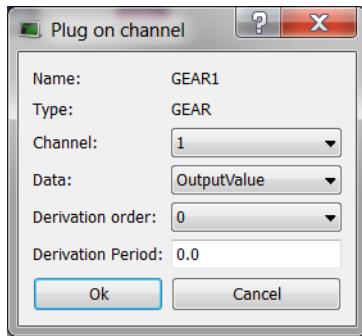 Plug on channel
Name: GEAR1
Type: GEAR
Channel: 1
Data: OutputValue
Derivation order: 0
Derivation Period: 0.0
Ok Cancel